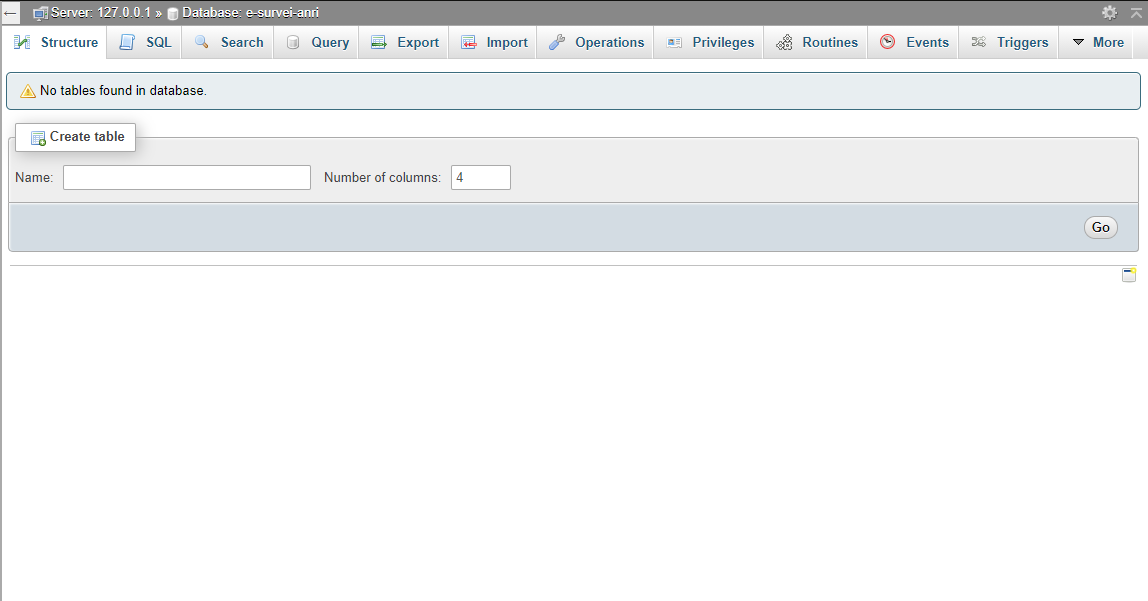 Server: 127.0.0.1 » Database: e-survei-anri
Structure SQL Search Query Export Import Operations Privileges Routines Events Triggers More
No tables found in database.
Create table
Name: Number of columns: 4
Go